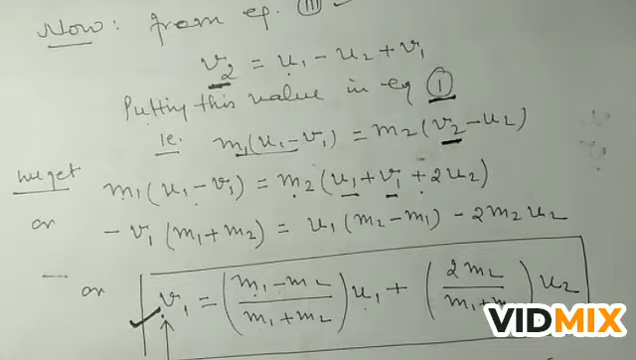 Now: from eq. (III)
v₂ = u₁ - u₂ + v₁
Putting this value in eq (1)
ie. m₁(u₁-v₁) = m₂(v₂-u₂)
we get m₁(u₁-v₁) = m₂(u₁+v₁+2u₂)
or -v₁(m₁+m₂) = u₁(m₂-m₁) - 2m₂u₂
or v₁ = ((m₁-m₂)/(m₁+m₂))u₁ + (2m₂/(m₁+m))u₂
VIDMIX